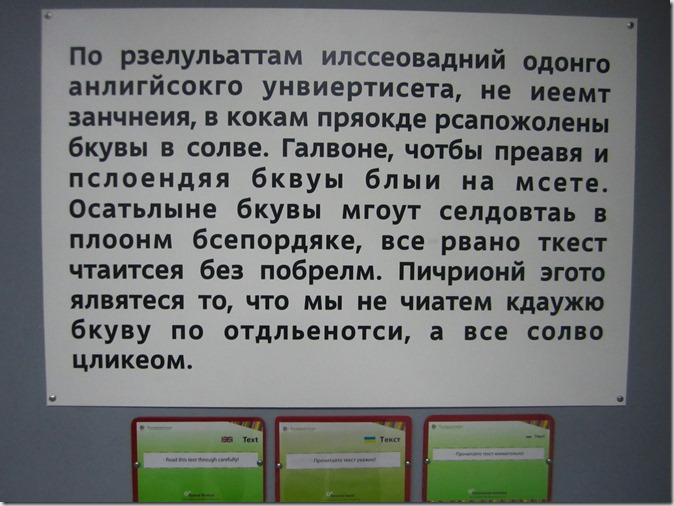 По рзелульаттам илссеовадний одонго
анлигйсокго унвиертисета, не иеемт
занчнеия, в кокам пряокде рсапожолены
бкувы в солве. Галвоне, чотбы преавя и
пслоендяя бквуы блыи на мсете.
Осатьлыне бкувы мгоут селдовтаь в
плоонм бсепордяке, все рвано ткест
чтаитсея без побрелм. Пичрионй эгото
ялвятеся то, что мы не чиатем кдаужю
бкуву по отдльенотси, а все солво
цликеом.
Text
Read this text through carefully!
Текст
Прочитайте текст уважно!
Текст
Прочитайте текст внимательно!